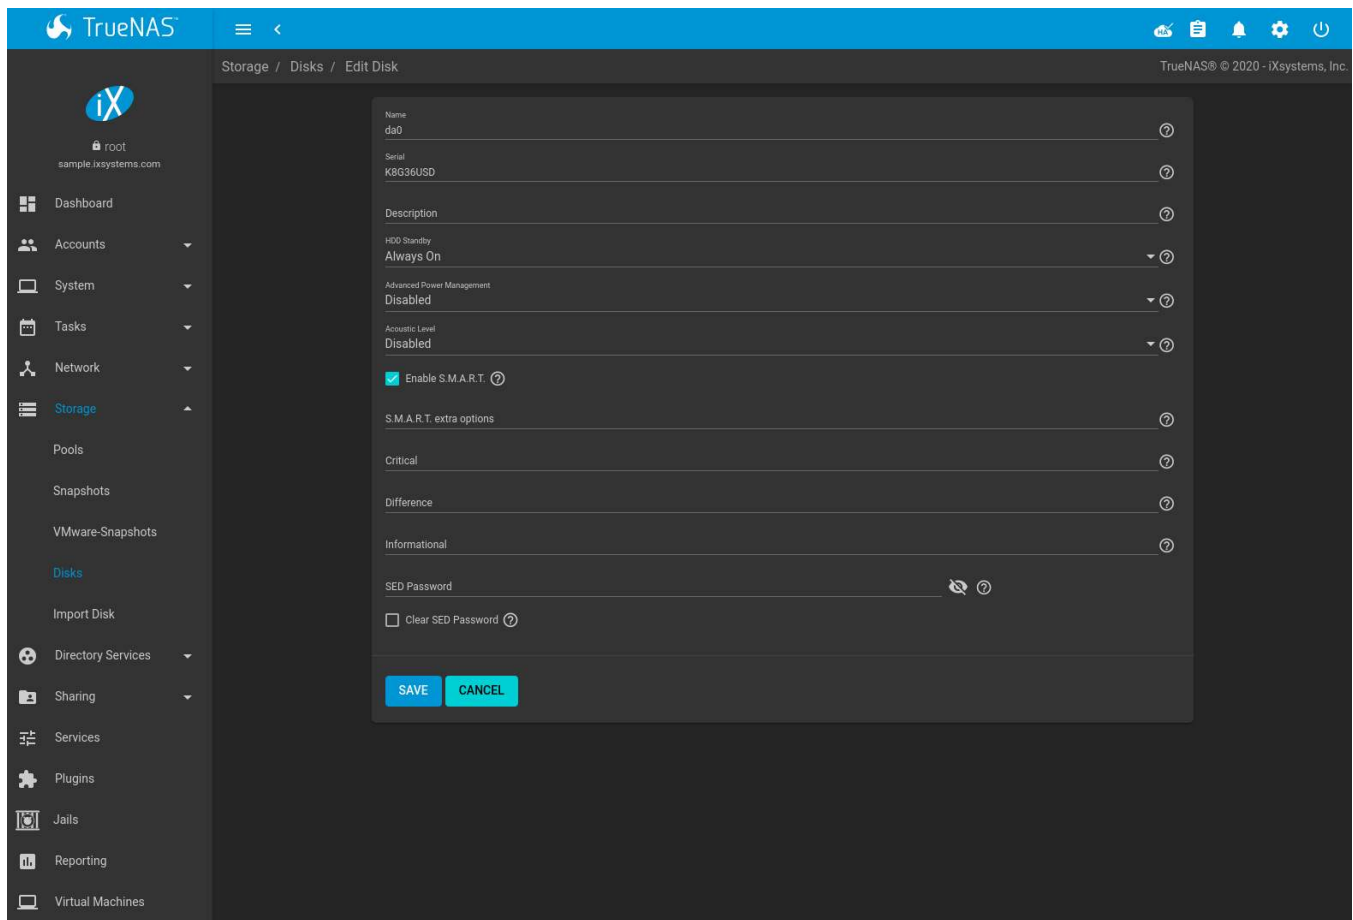 TrueNAS
HA
Storage / Disks / Edit Disk
TrueNAS® © 2020 - iXsystems, Inc.
iX
root
sample.ixsystems.com
Dashboard
Accounts
System
Tasks
Network
Storage
Pools
Snapshots
VMware-Snapshots
Disks
Import Disk
Directory Services
Sharing
Services
Plugins
Jails
Reporting
Virtual Machines
Name
da0
Serial
K8G36USD
Description
HDD Standby
Always On
Advanced Power Management
Disabled
Acoustic Level
Disabled
Enable S.M.A.R.T.
S.M.A.R.T. extra options
Critical
Difference
Informational
SED Password
Clear SED Password
SAVE CANCEL